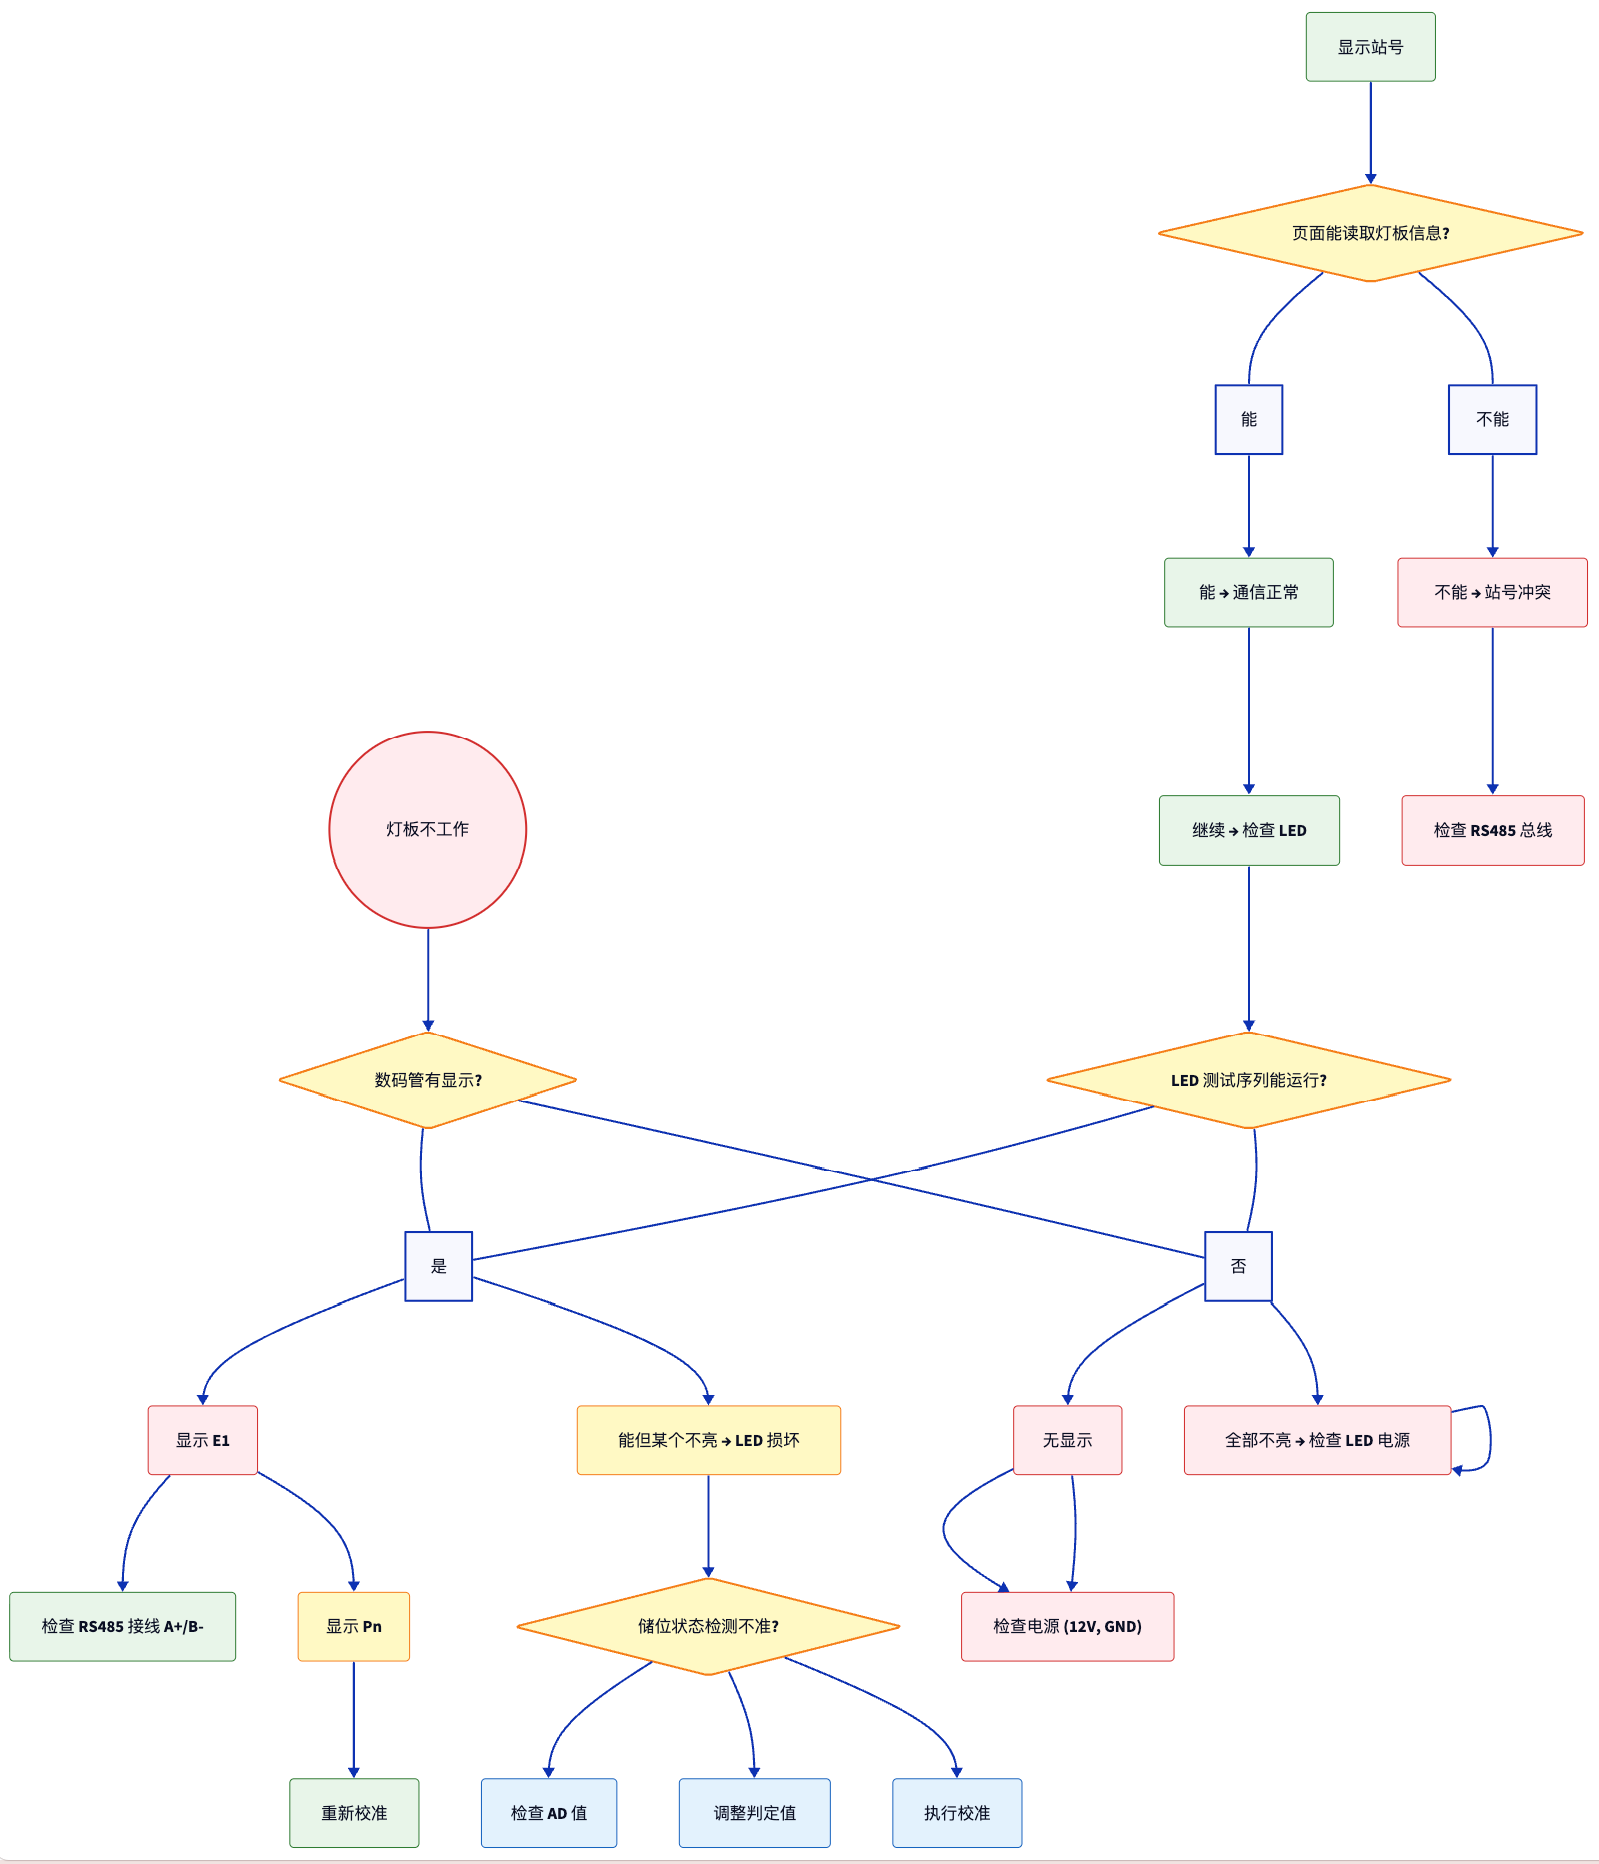 显示站号
页面能读取灯板信息?
能
不能
能 → 通信正常
不能 → 站号冲突
灯板不工作
继续 → 检查 LED
检查 RS485 总线
数码管有显示?
LED 测试序列能运行?
是
否
显示 E1
能但某个不亮 → LED 损坏
无显示
全部不亮 → 检查 LED 电源
检查 RS485 接线 A+/B-
显示 Pn
储位状态检测不准?
检查电源 (12V, GND)
重新校准
检查 AD 值
调整判定值
执行校准